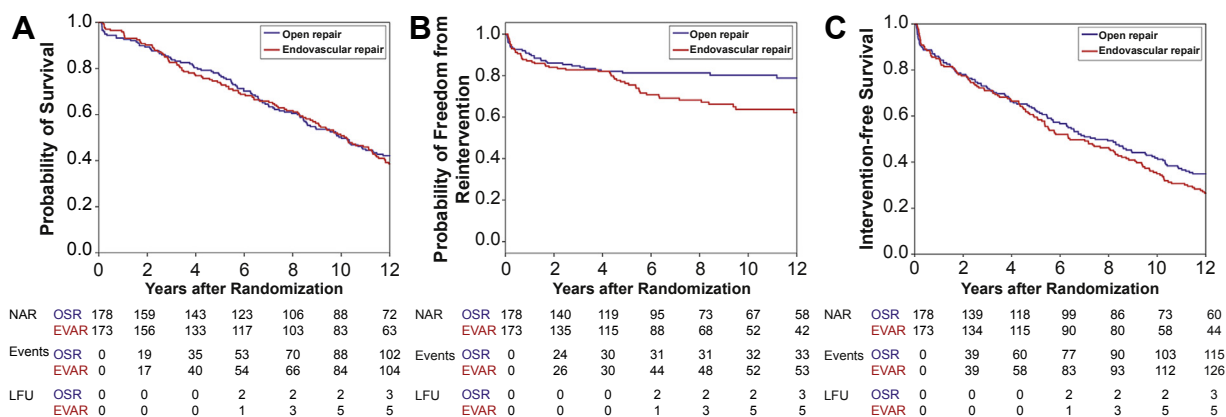 A
Probability of Survival
1.0
0.8
0.6
0.4
0.2
0.0
Open repair
Endovascular repair
0 2 4 6 8 10 12
Years after Randomization
NAR OSR 178 159 143 123 106 88 72
EVAR 173 156 133 117 103 83 63
Events OSR 0 19 35 53 70 88 102
EVAR 0 17 40 54 66 84 104
LFU OSR 0 0 0 2 2 2 3
EVAR 0 0 0 1 3 5 5
B
Probability of Freedom from
Reintervention
1.0
0.8
0.6
0.4
0.2
0.0
Open repair
Endovascular repair
0 2 4 6 8 10 12
Years after Randomization
NAR OSR 178 140 119 95 73 67 58
EVAR 173 135 115 88 68 52 42
Events OSR 0 24 30 31 31 32 33
EVAR 0 26 30 44 48 52 53
LFU OSR 0 0 0 2 2 2 3
EVAR 0 0 0 1 3 5 5
C
Intervention-free Survival
1.0
0.8
0.6
0.4
0.2
0.0
Open repair
Endovascular repair
0 2 4 6 8 10 12
Years after Randomization
NAR OSR 178 139 118 99 86 73 60
EVAR 173 134 115 90 80 58 44
Events OSR 0 39 60 77 90 103 115
EVAR 0 39 58 83 93 112 126
LFU OSR 0 0 0 2 2 2 3
EVAR 0 0 0 1 3 5 5